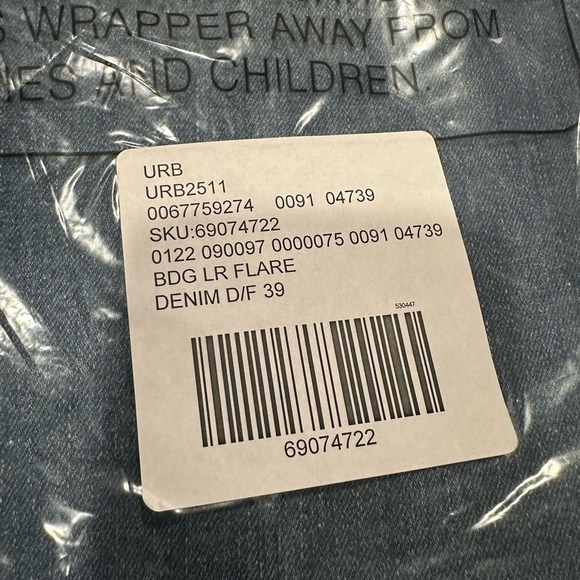 S WRAPPER AWAY FROM
IES AND CHILDREN.
URB
URB2511
0067759274 0091 04739
SKU:69074722
0122 090097 0000075 0091 04739
BDG LR FLARE
DENIM D/F 39
530447
69074722